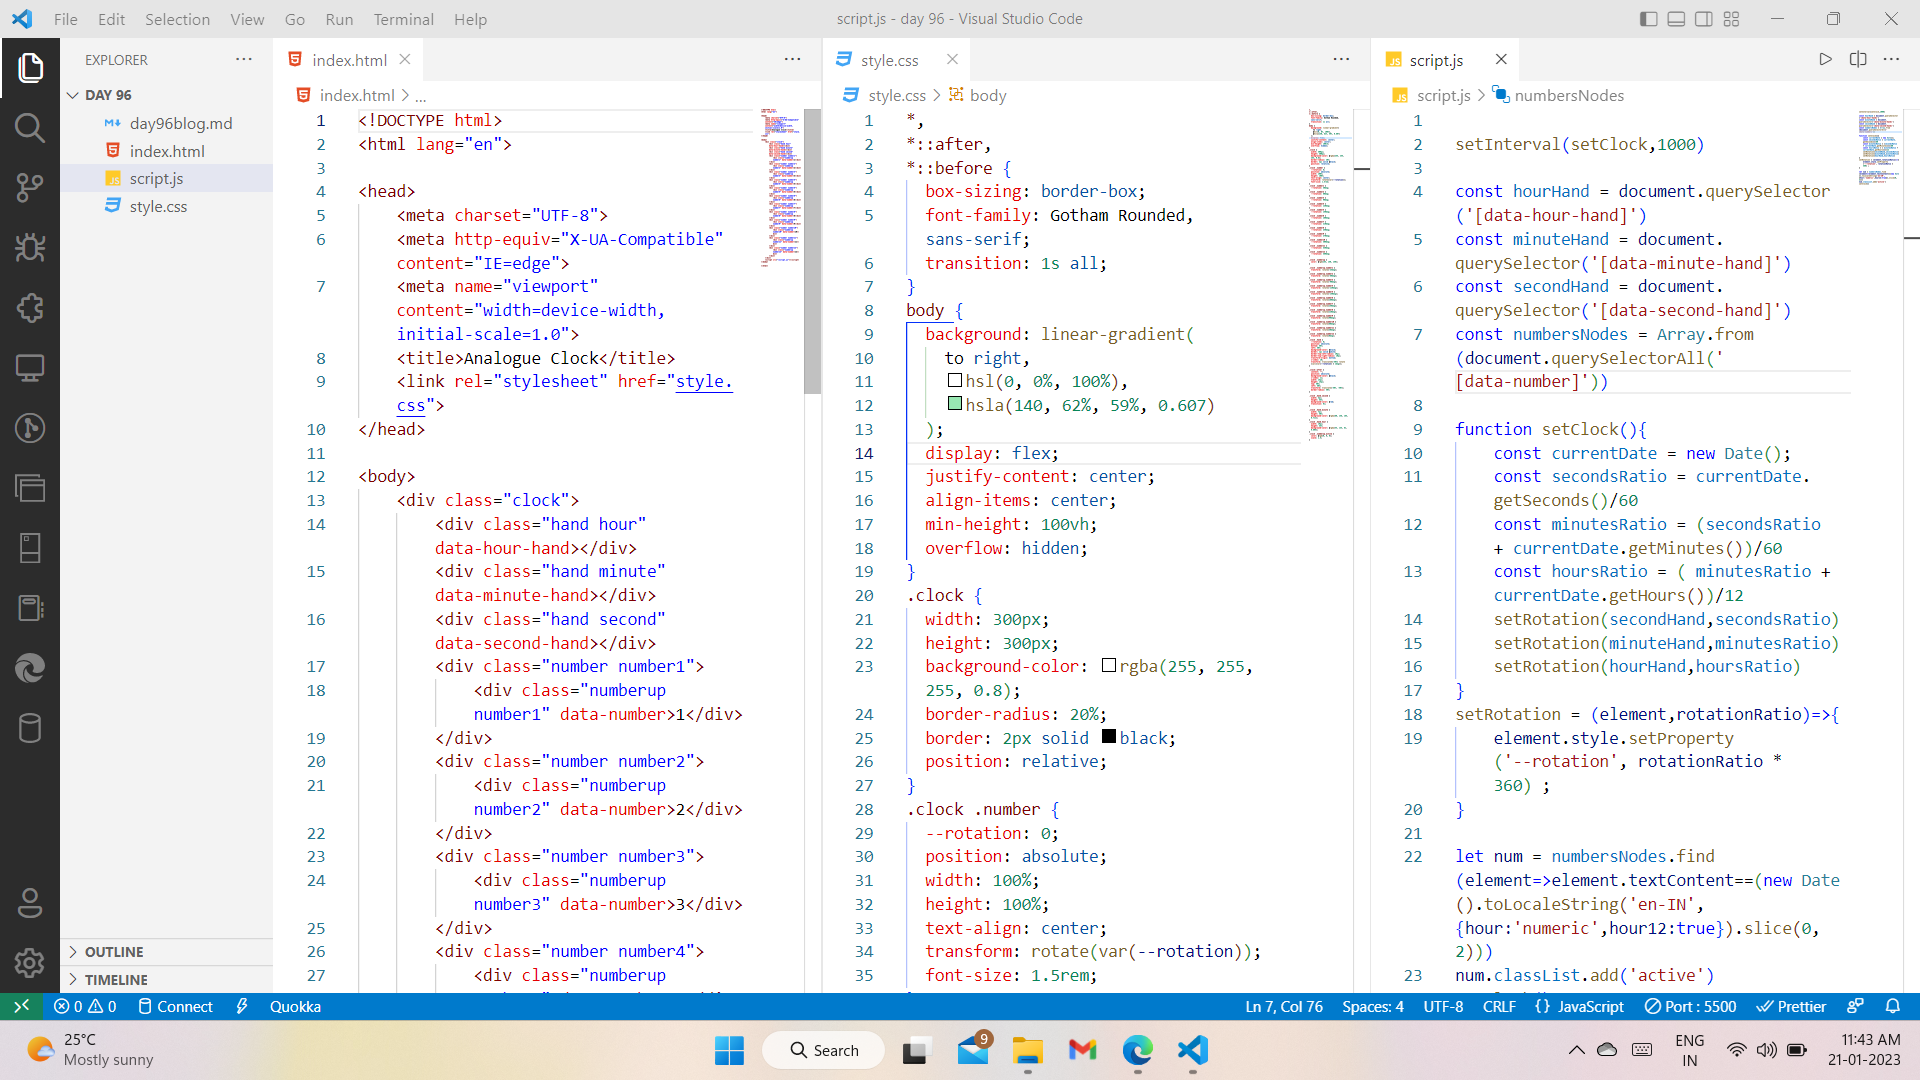 File Edit Selection View Go Run Terminal Help
script.js - day 96 - Visual Studio Code
EXPLORER
DAY 96
day96blog.md
index.html
script.js
style.css
OUTLINE
TIMELINE
index.html
index.html > ...
1 <!DOCTYPE html>
2 <html lang="en">
3
4 <head>
5 <meta charset="UTF-8">
6 <meta http-equiv="X-UA-Compatible"
content="IE=edge">
7 <meta name="viewport"
content="width=device-width,
initial-scale=1.0">
8 <title>Analogue Clock</title>
9 <link rel="stylesheet" href="style.
css">
10 </head>
11
12 <body>
13 <div class="clock">
14 <div class="hand hour"
data-hour-hand></div>
15 <div class="hand minute"
data-minute-hand></div>
16 <div class="hand second"
data-second-hand></div>
17 <div class="number number1">
18 <div class="numberup
number1" data-number>1</div>
19 </div>
20 <div class="number number2">
21 <div class="numberup
number2" data-number>2</div>
22 </div>
23 <div class="number number3">
24 <div class="numberup
number3" data-number>3</div>
25 </div>
26 <div class="number number4">
27 <div class="numberup
style.css
style.css > body
1 *,
2 *::after,
3 *::before {
4 box-sizing: border-box;
5 font-family: Gotham Rounded,
sans-serif;
6 transition: 1s all;
7 }
8 body {
9 background: linear-gradient(
10 to right,
11 hsl(0, 0%, 100%),
12 hsla(140, 62%, 59%, 0.607)
13 );
14 display: flex;
15 justify-content: center;
16 align-items: center;
17 min-height: 100vh;
18 overflow: hidden;
19 }
20 .clock {
21 width: 300px;
22 height: 300px;
23 background-color: rgba(255, 255,
255, 0.8);
24 border-radius: 20%;
25 border: 2px solid black;
26 position: relative;
27 }
28 .clock .number {
29 --rotation: 0;
30 position: absolute;
31 width: 100%;
32 height: 100%;
33 text-align: center;
34 transform: rotate(var(--rotation));
35 font-size: 1.5rem;
JS script.js
JS script.js > numbersNodes
1
2 setInterval(setClock,1000)
3
4 const hourHand = document.querySelector
('[data-hour-hand]')
5 const minuteHand = document.
querySelector('[data-minute-hand]')
6 const secondHand = document.
querySelector('[data-second-hand]')
7 const numbersNodes = Array.from
(document.querySelectorAll('
[data-number]'))
8
9 function setClock(){
10 const currentDate = new Date();
11 const secondsRatio = currentDate.
getSeconds()/60
12 const minutesRatio = (secondsRatio
+ currentDate.getMinutes())/60
13 const hoursRatio = ( minutesRatio +
currentDate.getHours())/12
14 setRotation(secondHand,secondsRatio)
15 setRotation(minuteHand,minutesRatio)
16 setRotation(hourHand,hoursRatio)
17 }
18 setRotation = (element,rotationRatio)=>{
19 element.style.setProperty
('--rotation', rotationRatio *
360) ;
20 }
21
22 let num = numbersNodes.find
(element=>element.textContent==(new Date
().toLocaleString('en-IN',
{hour:'numeric',hour12:true}).slice(0,
2)))
23 num.classList.add('active')
0 0 Connect Quokka
Ln 7, Col 76 Spaces: 4 UTF-8 CRLF {} JavaScript Port : 5500 Prettier
25°C
Mostly sunny
Search
9
ENG
IN
11:43 AM
21-01-2023